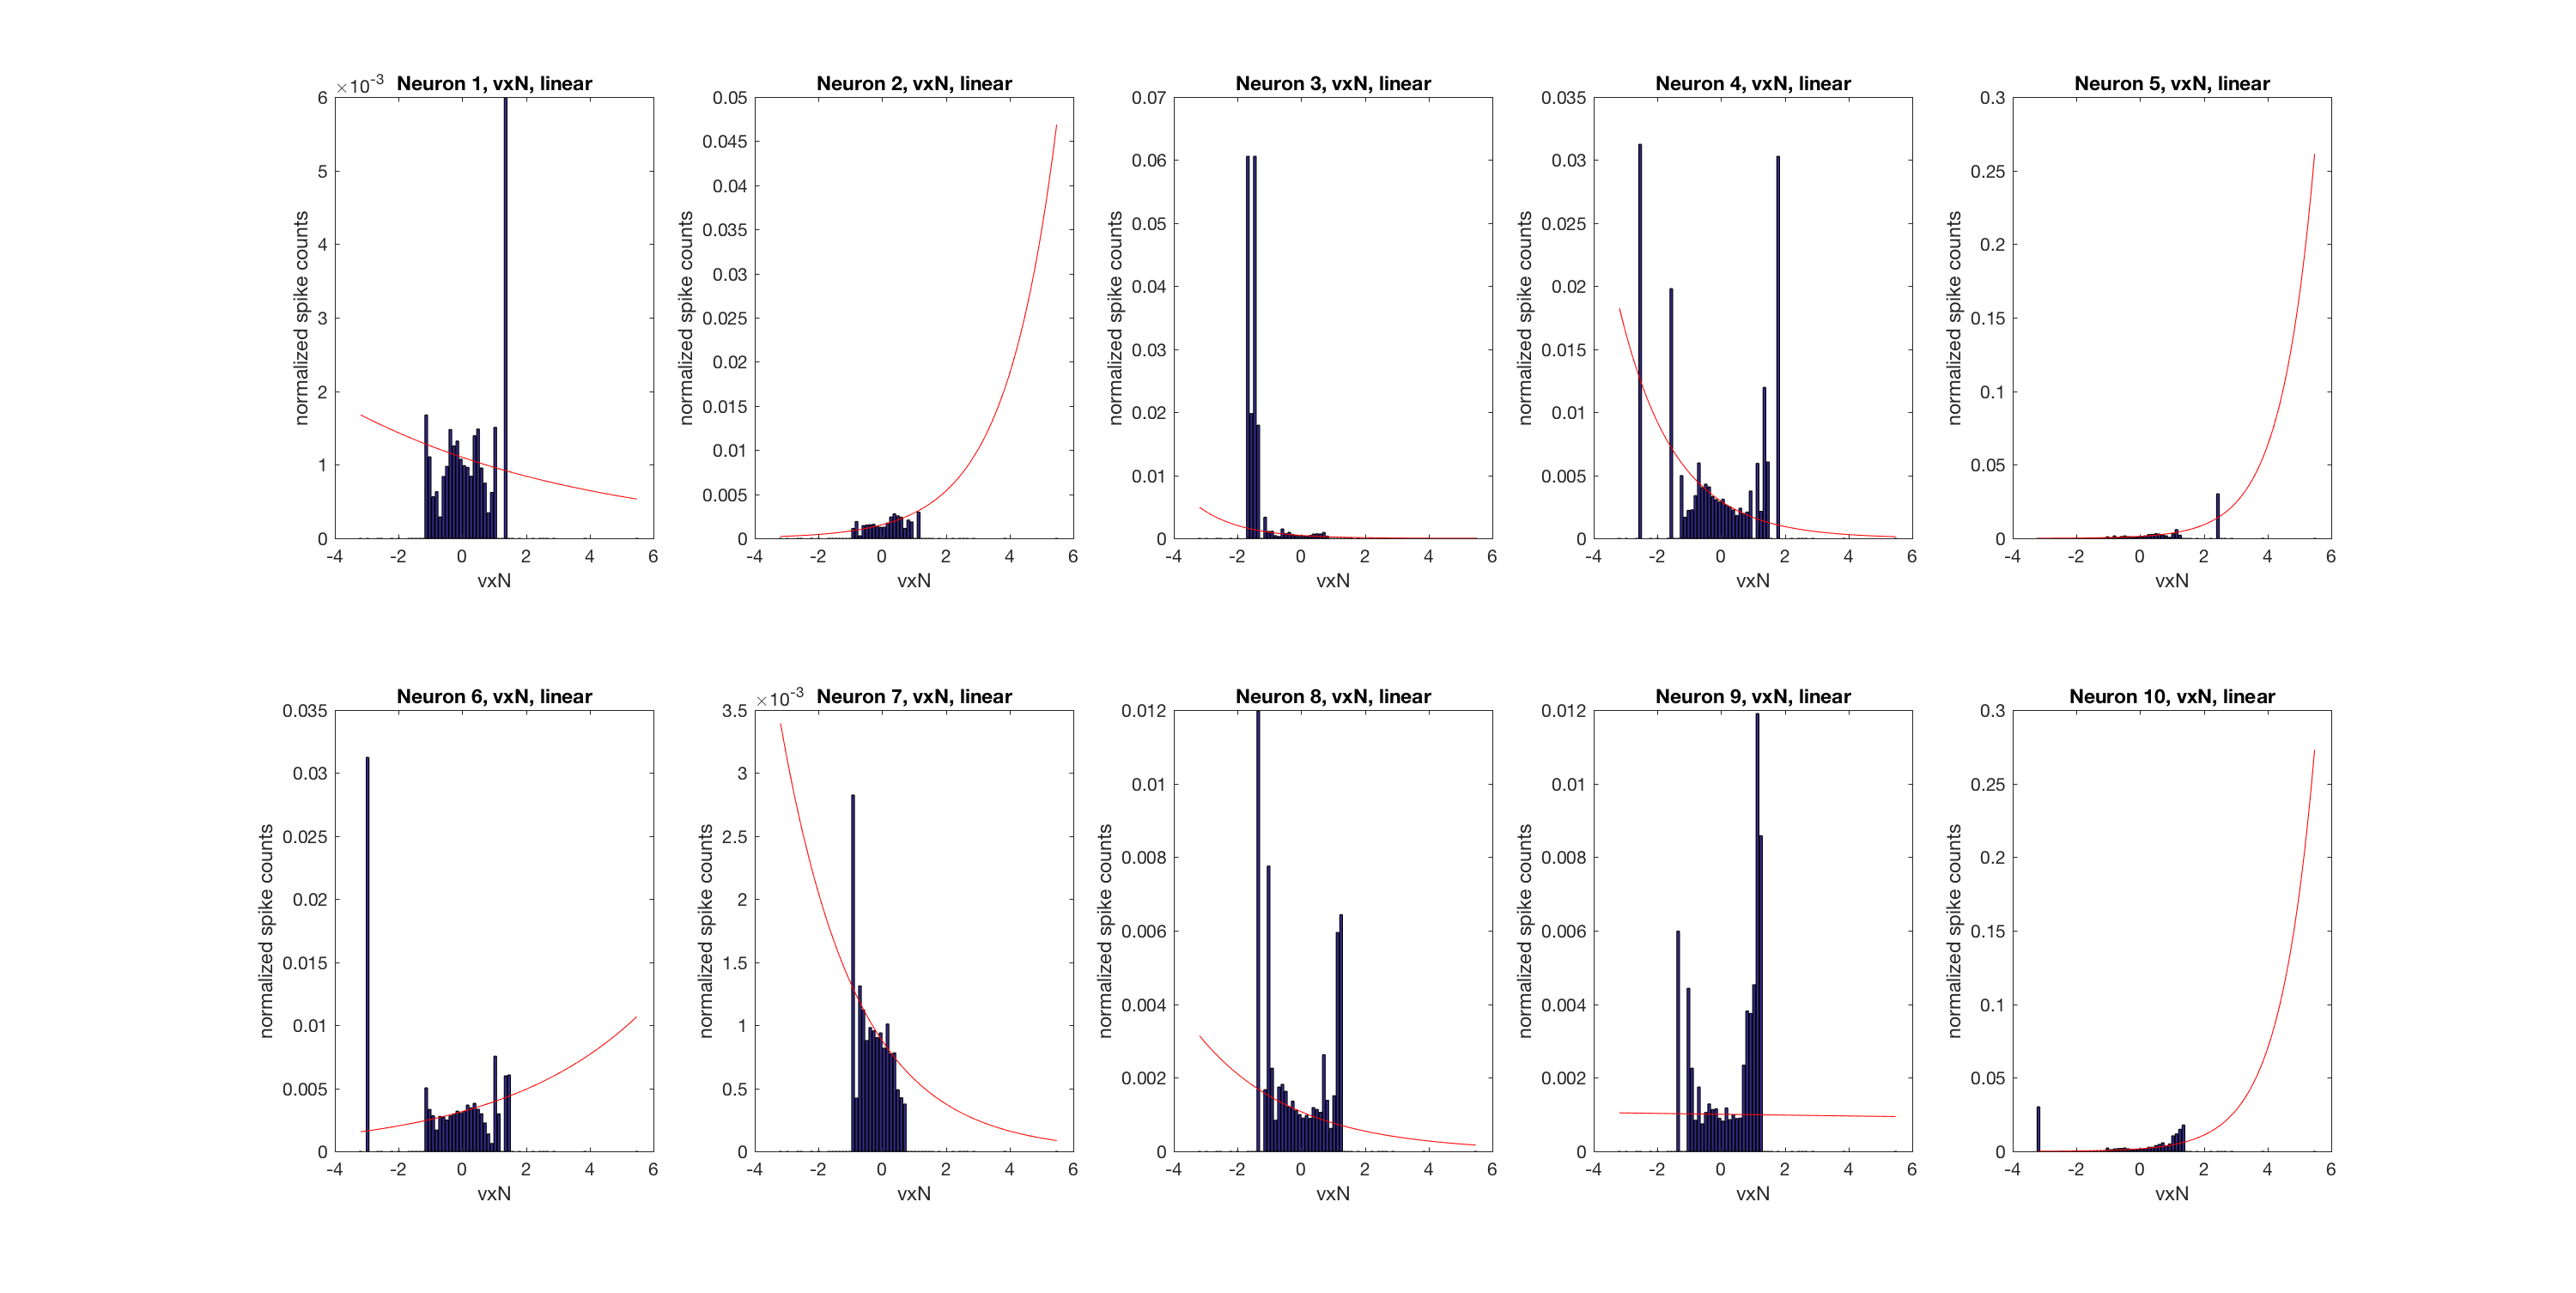 ×10-3 Neuron 1, vxN, linear
6
5
4
3
2
1
0
-4 -2 0 2 4 6
vxN
normalized spike counts
Neuron 2, vxN, linear
0.05
0.045
0.04
0.035
0.03
0.025
0.02
0.015
0.01
0.005
0
-4 -2 0 2 4 6
vxN
normalized spike counts
Neuron 3, vxN, linear
0.07
0.06
0.05
0.04
0.03
0.02
0.01
0
-4 -2 0 2 4 6
vxN
normalized spike counts
Neuron 4, vxN, linear
0.035
0.03
0.025
0.02
0.015
0.01
0.005
0
-4 -2 0 2 4 6
vxN
normalized spike counts
Neuron 5, vxN, linear
0.3
0.25
0.2
0.15
0.1
0.05
0
-4 -2 0 2 4 6
vxN
normalized spike counts
Neuron 6, vxN, linear
0.035
0.03
0.025
0.02
0.015
0.01
0.005
0
-4 -2 0 2 4 6
vxN
normalized spike counts
×10-3 Neuron 7, vxN, linear
3.5
3
2.5
2
1.5
1
0.5
0
-4 -2 0 2 4 6
vxN
normalized spike counts
Neuron 8, vxN, linear
0.012
0.01
0.008
0.006
0.004
0.002
0
-4 -2 0 2 4 6
vxN
normalized spike counts
Neuron 9, vxN, linear
0.012
0.01
0.008
0.006
0.004
0.002
0
-4 -2 0 2 4 6
vxN
normalized spike counts
Neuron 10, vxN, linear
0.3
0.25
0.2
0.15
0.1
0.05
0
-4 -2 0 2 4 6
vxN
normalized spike counts